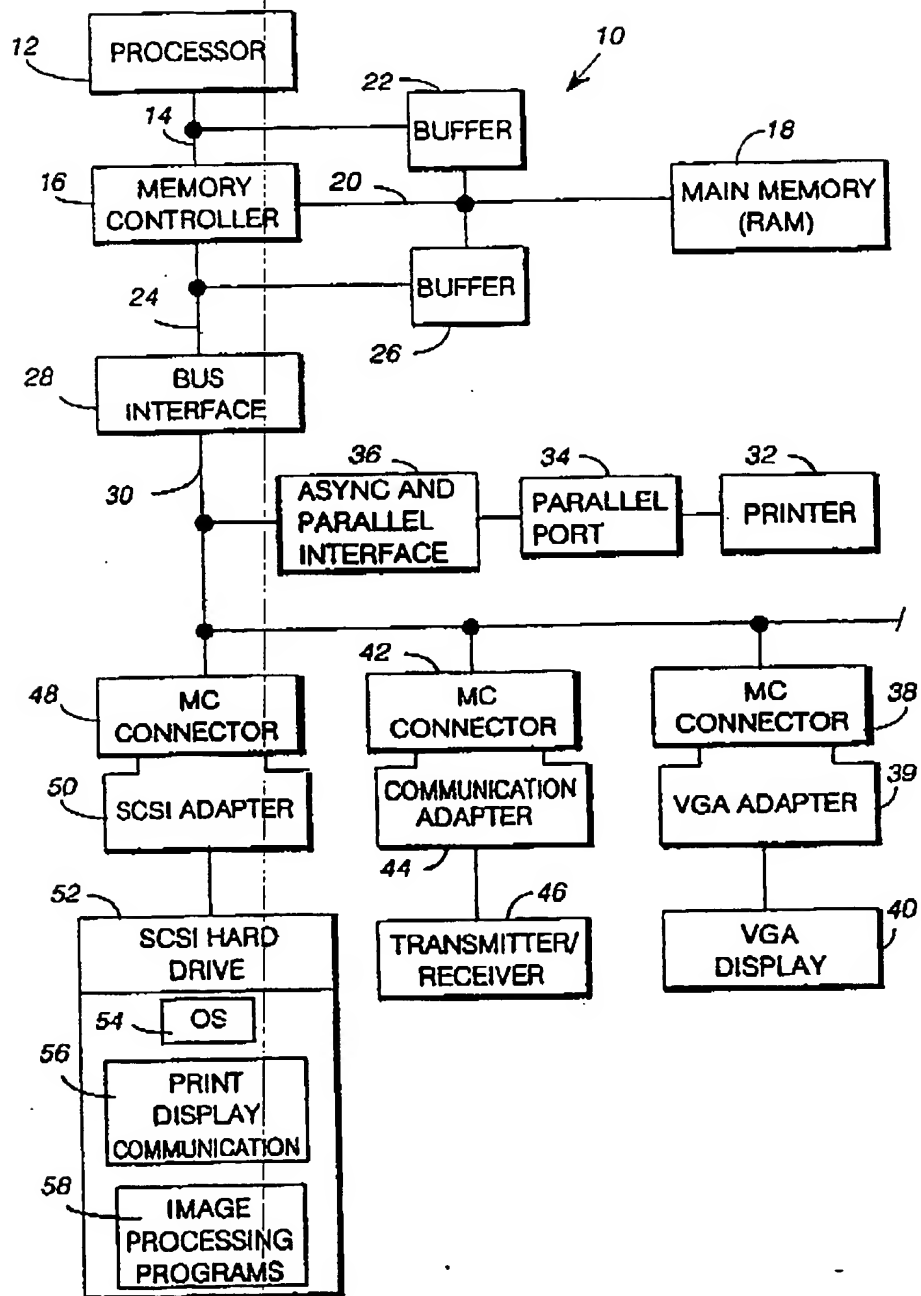 12
PROCESSOR
10
22
BUFFER
14
18
16
MEMORY
CONTROLLER
20
MAIN MEMORY
(RAM)
BUFFER
24
26
28
BUS
INTERFACE
30
36
ASYNC AND
PARALLEL
INTERFACE
34
PARALLEL
PORT
32
PRINTER
48
MC
CONNECTOR
42
MC
CONNECTOR
MC
CONNECTOR
38
50
SCSI ADAPTER
COMMUNICATION
ADAPTER
44
VGA ADAPTER
39
52
SCSI HARD
DRIVE
46
TRANSMITTER/
RECEIVER
VGA
DISPLAY
40
54
OS
56
PRINT
DISPLAY
COMMUNICATION
58
IMAGE
PROCESSING
PROGRAMS